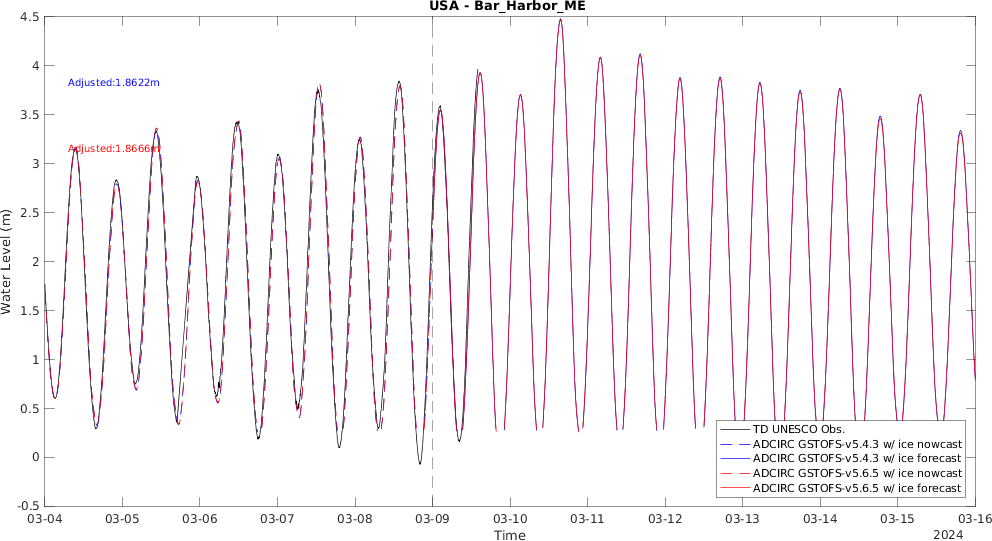 USA - Bar_Harbor_ME
4.5
4
3.5
3
2.5
2
1.5
1
0.5
0
-0.5
Water Level (m)
Adjusted:1.8622m
Adjusted:1.8666m
TD UNESCO Obs.
ADCIRC GSTOFS-v5.4.3 w/ ice nowcast
ADCIRC GSTOFS-v5.4.3 w/ ice forecast
ADCIRC GSTOFS-v5.6.5 w/ ice nowcast
ADCIRC GSTOFS-v5.6.5 w/ ice forecast
03-04 03-05 03-06 03-07 03-08 03-09 03-10 03-11 03-12 03-13 03-14 03-15 03-16
Time
2024